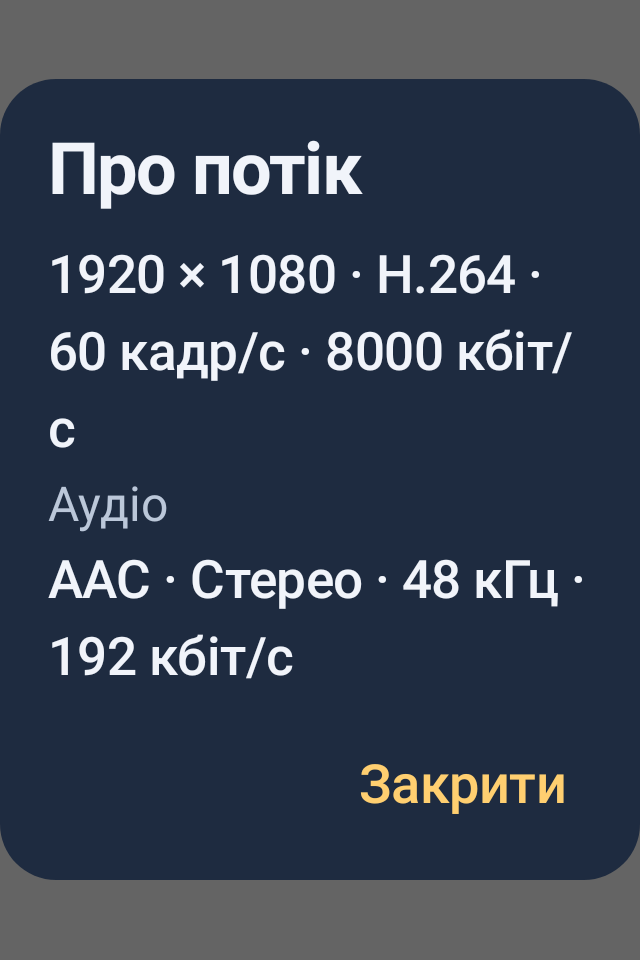 Про потік
1920 × 1080 · H.264 ·
60 кадр/с · 8000 кбіт/
с
Аудіо
AAC · Стерео · 48 кГц ·
192 кбіт/с
Закрити